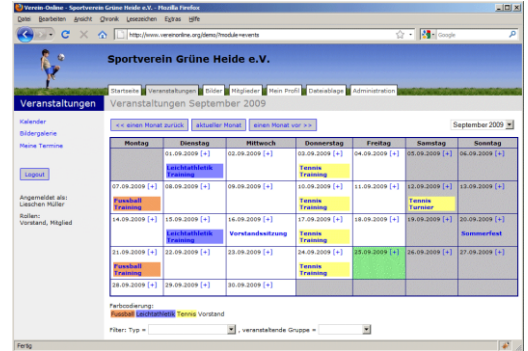 Verein-Online - Sportverein Grüne Heide e.V. - Mozilla Firefox
Datei Bearbeiten Ansicht Chronik Lesezeichen Extras Hilfe
http://www.vereinonline.org/demo/?module=events
Google
Sportverein Grüne Heide e.V.
Startseite Veranstaltungen Bilder Mitglieder Mein Profil Dateiablage Administration
Veranstaltungen
Veranstaltungen September 2009
Kalender
Bildergalerie
Meine Termine
Logout
Angemeldet als:
Lieschen Müller
Rollen:
Vorstand, Mitglied
<< einen Monat zurück aktueller Monat einen Monat vor >> September 2009
Montag Dienstag Mittwoch Donnerstag Freitag Samstag Sonntag
01.09.2009 [+] 02.09.2009 [+] 03.09.2009 [+] 04.09.2009 [+] 05.09.2009 [+] 06.09.2009 [+]
Leichtathletik Tennis
Training Training
07.09.2009 [+] 08.09.2009 [+] 09.09.2009 [+] 10.09.2009 [+] 11.09.2009 [+] 12.09.2009 [+] 13.09.2009 [+]
Fussball Tennis Tennis
Training Training Turnier
14.09.2009 [+] 15.09.2009 [+] 16.09.2009 [+] 17.09.2009 [+] 18.09.2009 [+] 19.09.2009 [+] 20.09.2009 [+]
Leichtathletik Vorstandssitzung Tennis Sommerfest
Training Training
21.09.2009 [+] 22.09.2009 [+] 23.09.2009 [+] 24.09.2009 [+] 25.09.2009 [+] 26.09.2009 [+] 27.09.2009 [+]
Fussball Tennis
Training Training
28.09.2009 [+] 29.09.2009 [+] 30.09.2009 [+]
Farbcodierung:
Fussball Leichtathletik Tennis Vorstand
Filter: Typ = , veranstaltende Gruppe =
Fertig